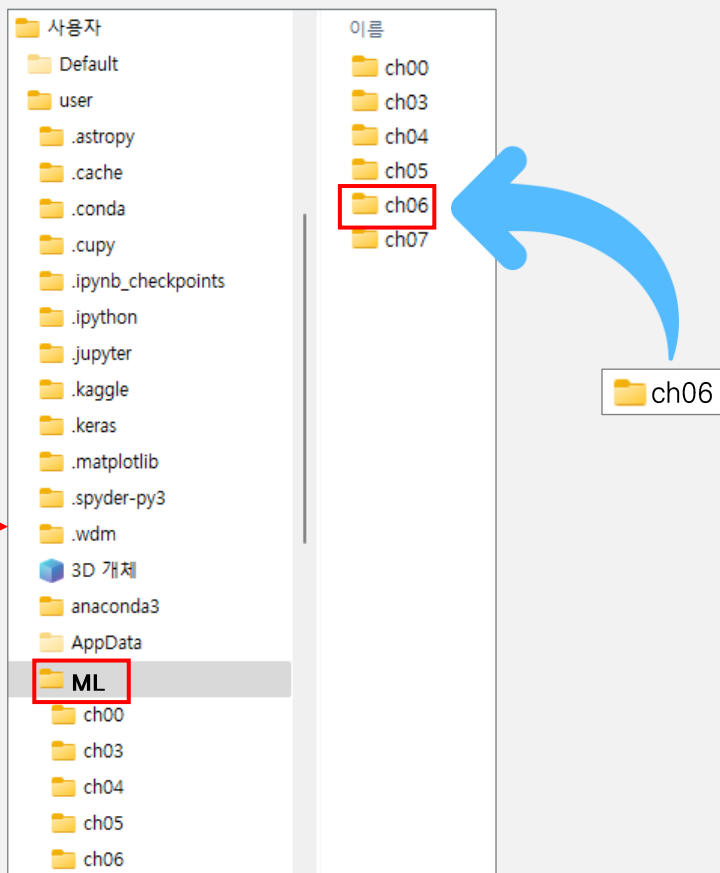 사용자
Default
user
.astropy
.cache
.conda
.cupy
.ipynb_checkpoints
.ipython
.jupyter
.kaggle
.keras
.matplotlib
.spyder-py3
.wdm
3D 개체
anaconda3
AppData
ML
ch00
ch03
ch04
ch05
ch06
이름
ch00
ch03
ch04
ch05
ch06
ch07
ch06